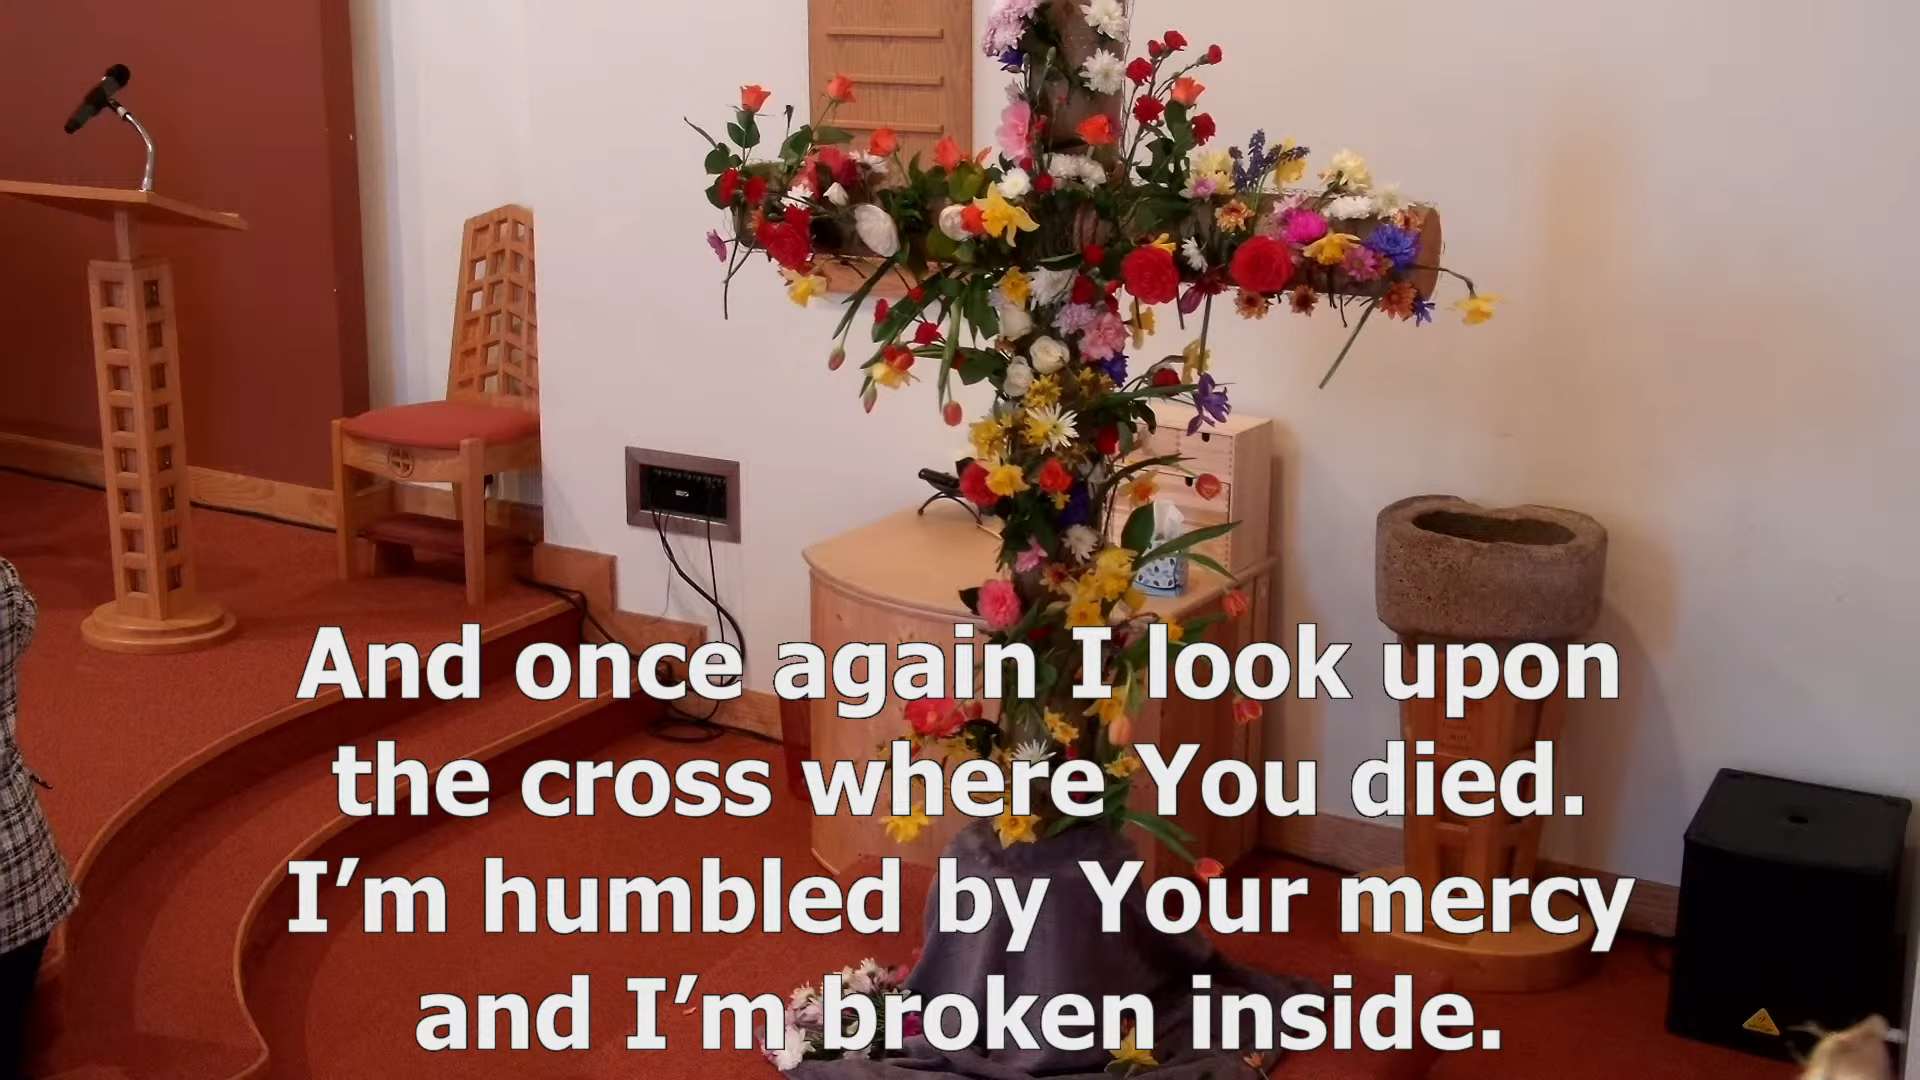 And once again I look upon
the cross where You died.
I’m humbled by Your mercy
and I’m broken inside.